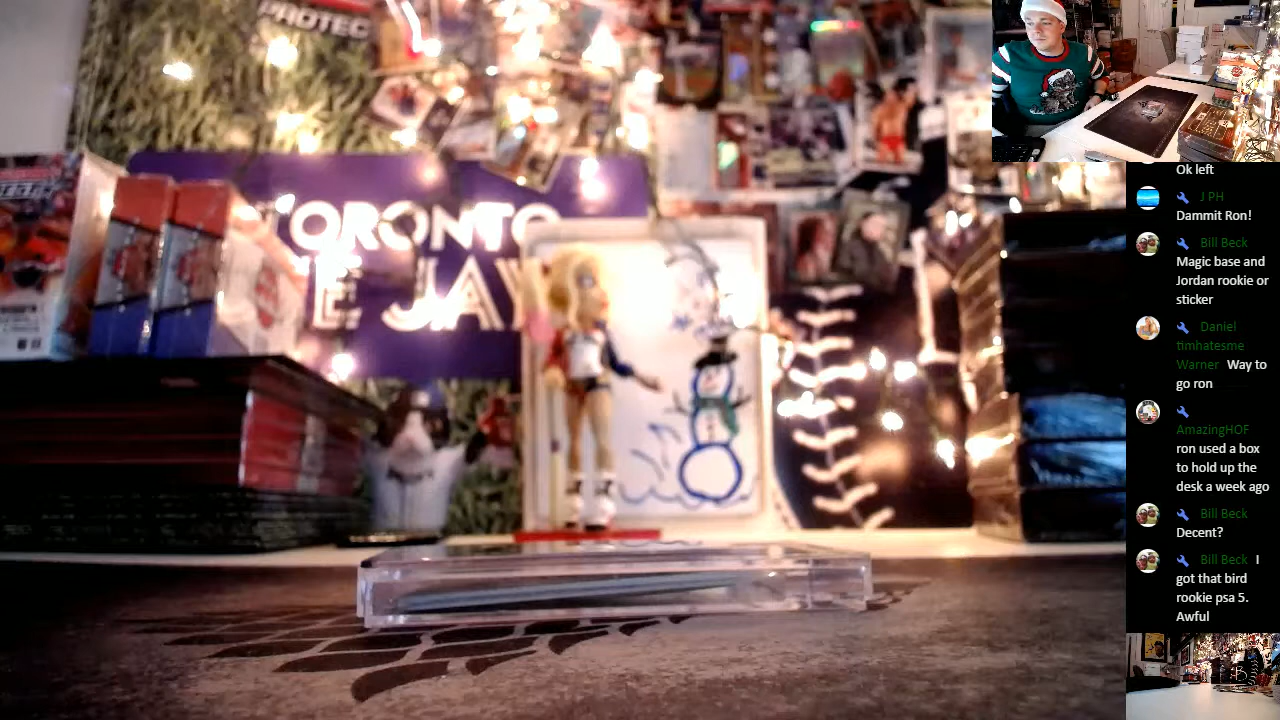 PROTEC
TORONTO
E JAY
Ok left
J PH
Dammit Ron!
Bill Beck
Magic base and
Jordan rookie or
sticker
Daniel
timhatesme
Warner Way to
go ron
AmazingHOF
ron used a box
to hold up the
desk a week ago
Bill Beck
Decent?
Bill Beck I
got that bird
rookie psa 5.
Awful